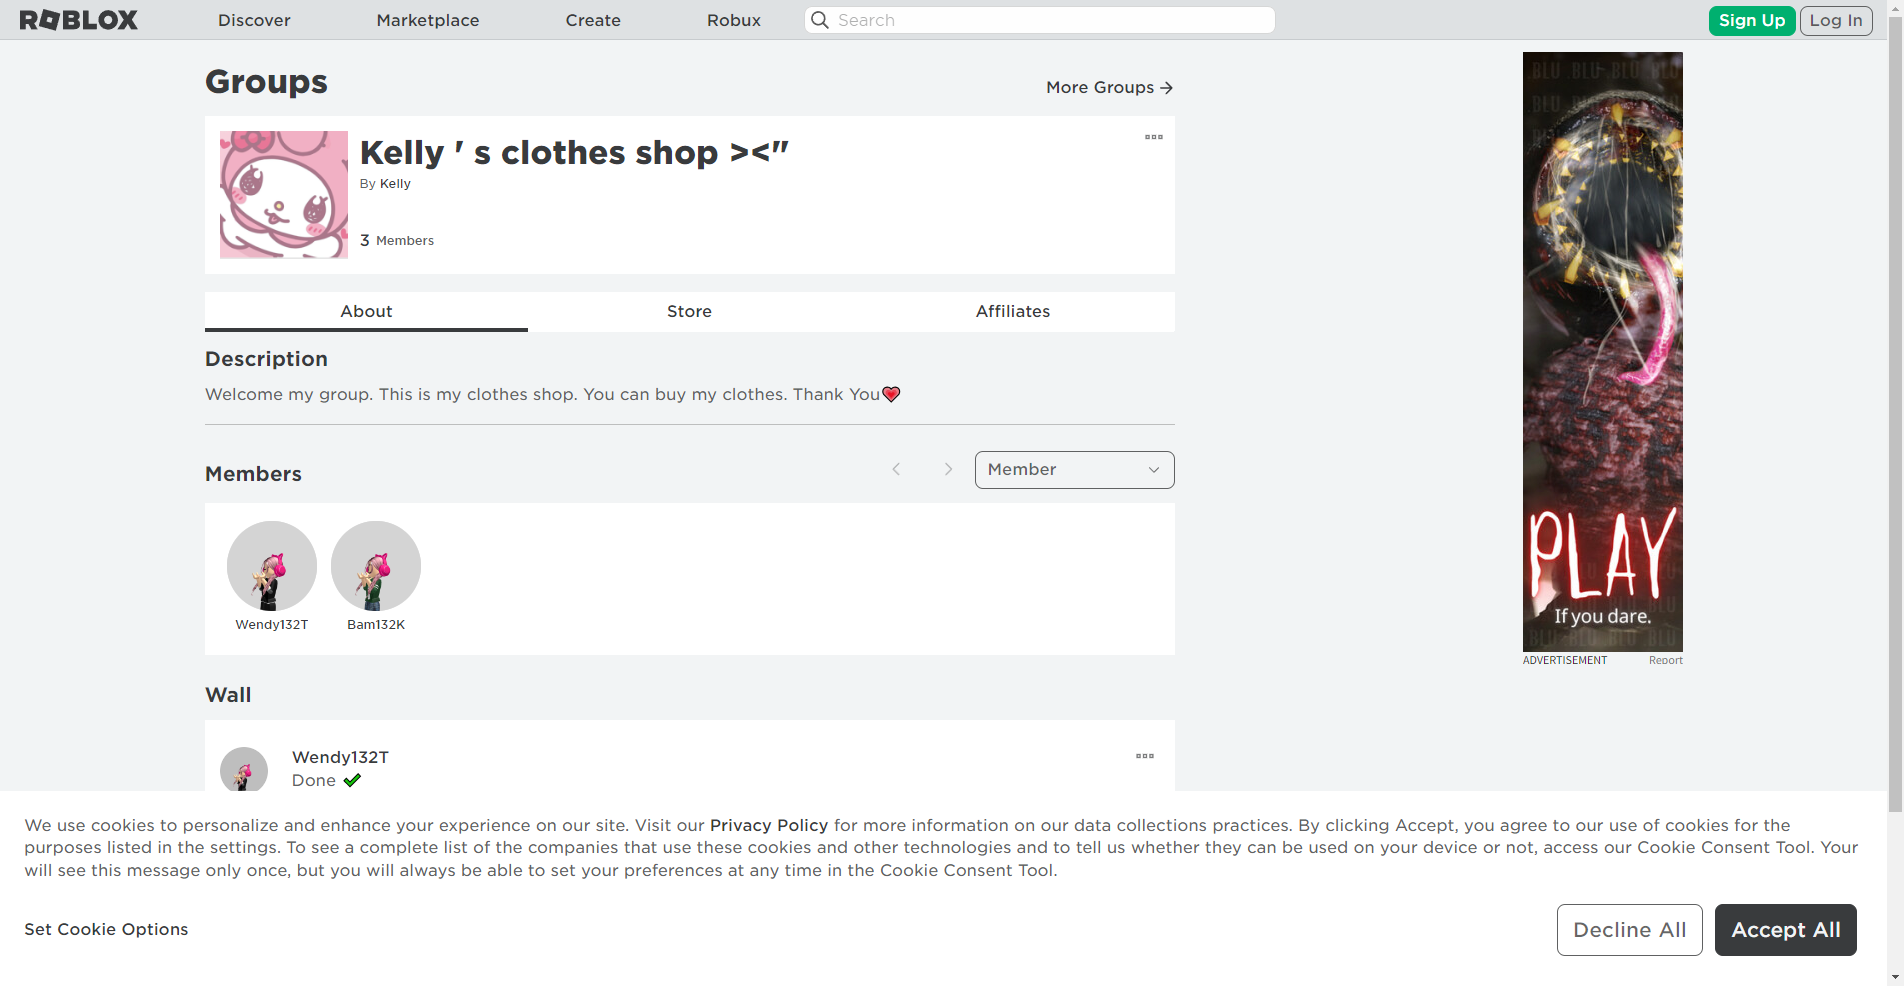 ROBLOX
Discover
Marketplace
Create
Robux
Search
Sign Up
Log In
Groups
More Groups →
Kelly ' s clothes shop ><"
By Kelly
3 Members
About
Store
Affiliates
Description
Welcome my group. This is my clothes shop. You can buy my clothes. Thank You💗
Members
Member
Wendy132T
Bam132K
Wall
Wendy132T
Done ✔
PLAY
If you dare.
ADVERTISEMENT
Report
We use cookies to personalize and enhance your experience on our site. Visit our Privacy Policy for more information on our data collections practices. By clicking Accept, you agree to our use of cookies for the
purposes listed in the settings. To see a complete list of the companies that use these cookies and other technologies and to tell us whether they can be used on your device or not, access our Cookie Consent Tool. Your
will see this message only once, but you will always be able to set your preferences at any time in the Cookie Consent Tool.
Set Cookie Options
Decline All
Accept All